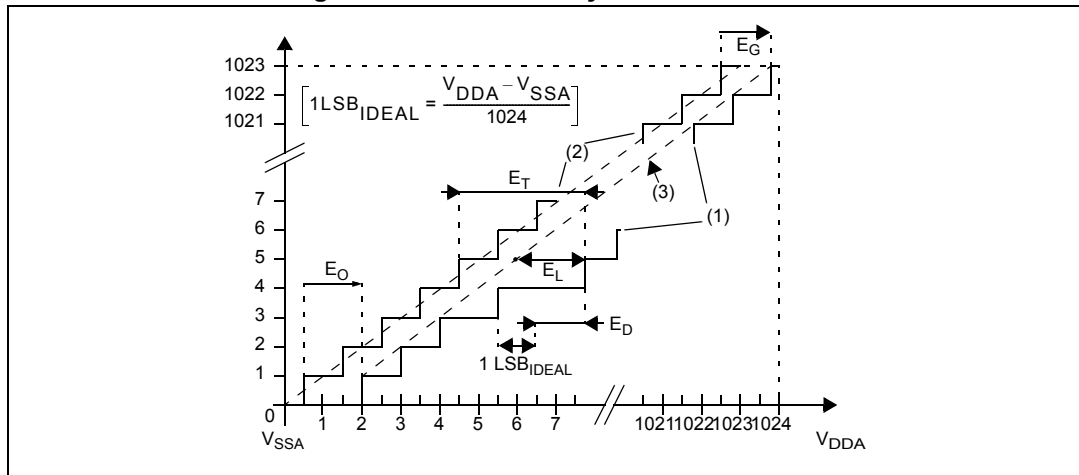 E_G
1023
1022
1021
[1LSB_IDEAL = (V_DDA – V_SSA) / 1024]
(2)
(3)
(1)
E_T
7
6
5
4
3
2
1
0
E_O
E_L
E_D
1 LSB_IDEAL
1 2 3 4 5 6 7 1021 1022 1023 1024
V_SSA
V_DDA